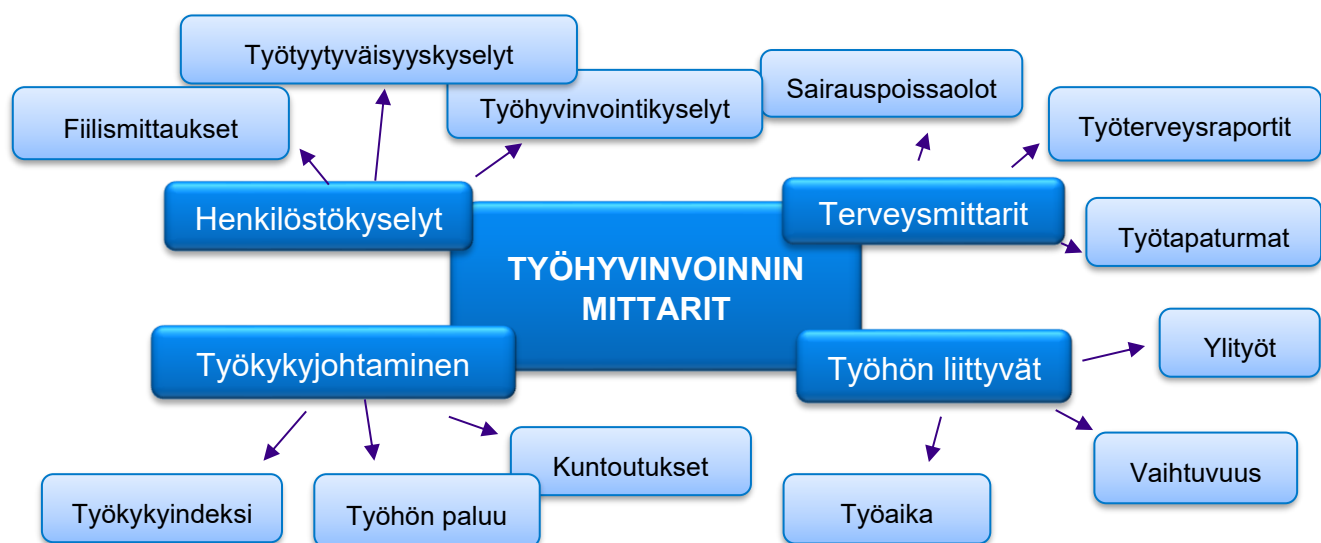 Työtyytyväisyyskyselyt
Fiilismittaukset
Työhyvinvointikyselyt
Sairauspoissaolot
Työterveysraportit
Henkilöstökyselyt
Terveysmittarit
Työtapaturmat
TYÖHYVINVOINNIN
MITTARIT
Työkykyjohtaminen
Työhön liittyvät
Ylityöt
Kuntoutukset
Vaihtuvuus
Työkykyindeksi
Työhön paluu
Työaika